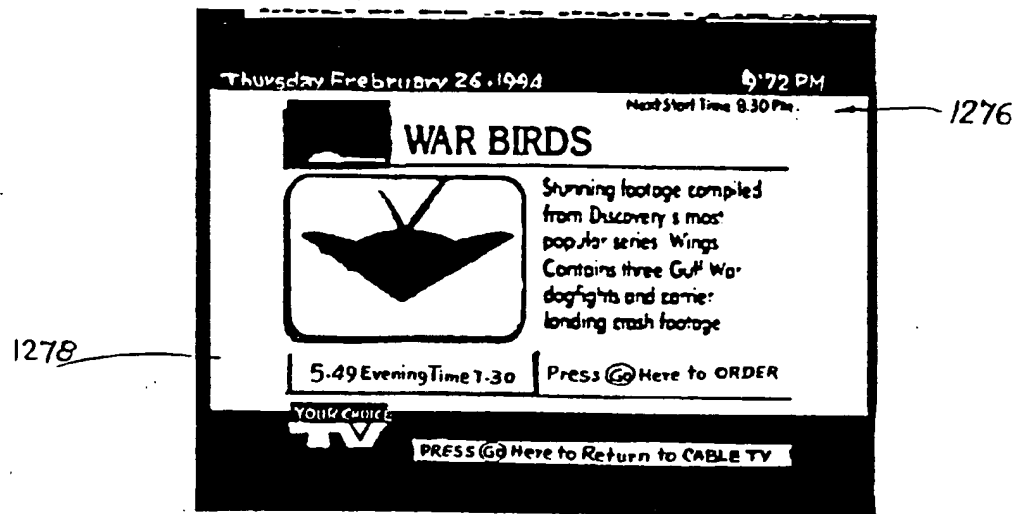 Thursday Frebruary 26.1994 9'72 PM
Next Start Time 8.30 Pm.
1276
WAR BIRDS
Stunning footage compiled
from Discovery s most
popular series Wings
Contains three Gulf War
dogfights and carrier
landing crash footage
1278
5.49 Evening Time 7.30
Press Go Here to ORDER
YOUR CHOICE
TV
PRESS Go Here to Return to CABLE TV